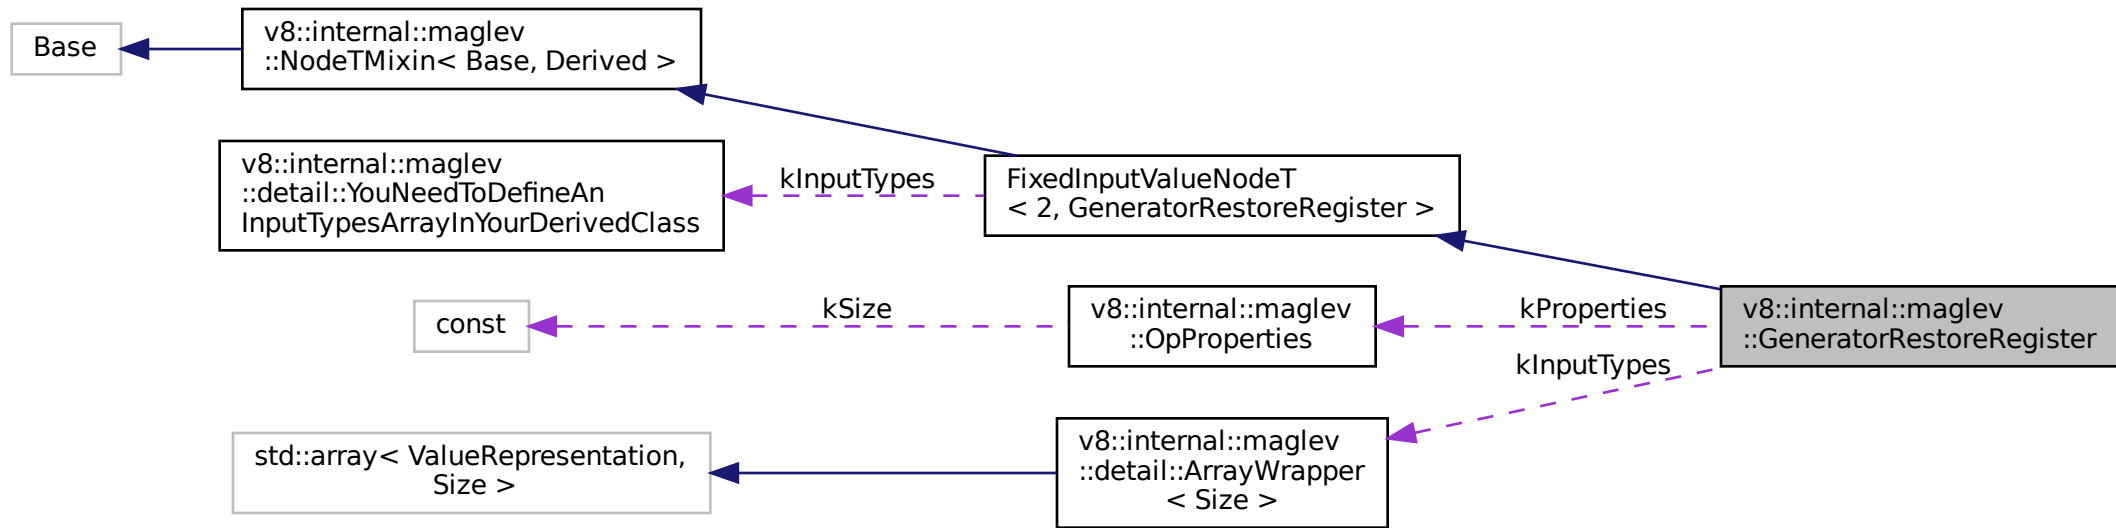 Base
v8::internal::maglev
::NodeTMixin< Base, Derived >
v8::internal::maglev
::detail::YouNeedToDefineAn
InputTypesArrayInYourDerivedClass
kInputTypes
FixedInputValueNodeT
< 2, GeneratorRestoreRegister >
const
kSize
v8::internal::maglev
::OpProperties
kProperties
v8::internal::maglev
::GeneratorRestoreRegister
kInputTypes
std::array< ValueRepresentation,
Size >
v8::internal::maglev
::detail::ArrayWrapper
< Size >